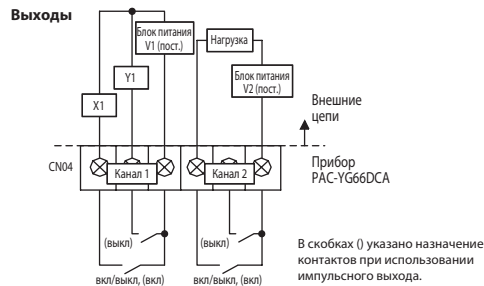 Выходы
Блок питания
V1 (пост.)
Нагрузка
Y1
Блок питания
V2 (пост.)
X1
Внешние
цепи
CN04
Канал 1
Канал 2
Прибор
PAC-YG66DCA
(выкл)
(выкл)
вкл/выкл, (вкл)
вкл/выкл, (вкл)
В скобках () указано назначение
контактов при использовании
импульсного выхода.